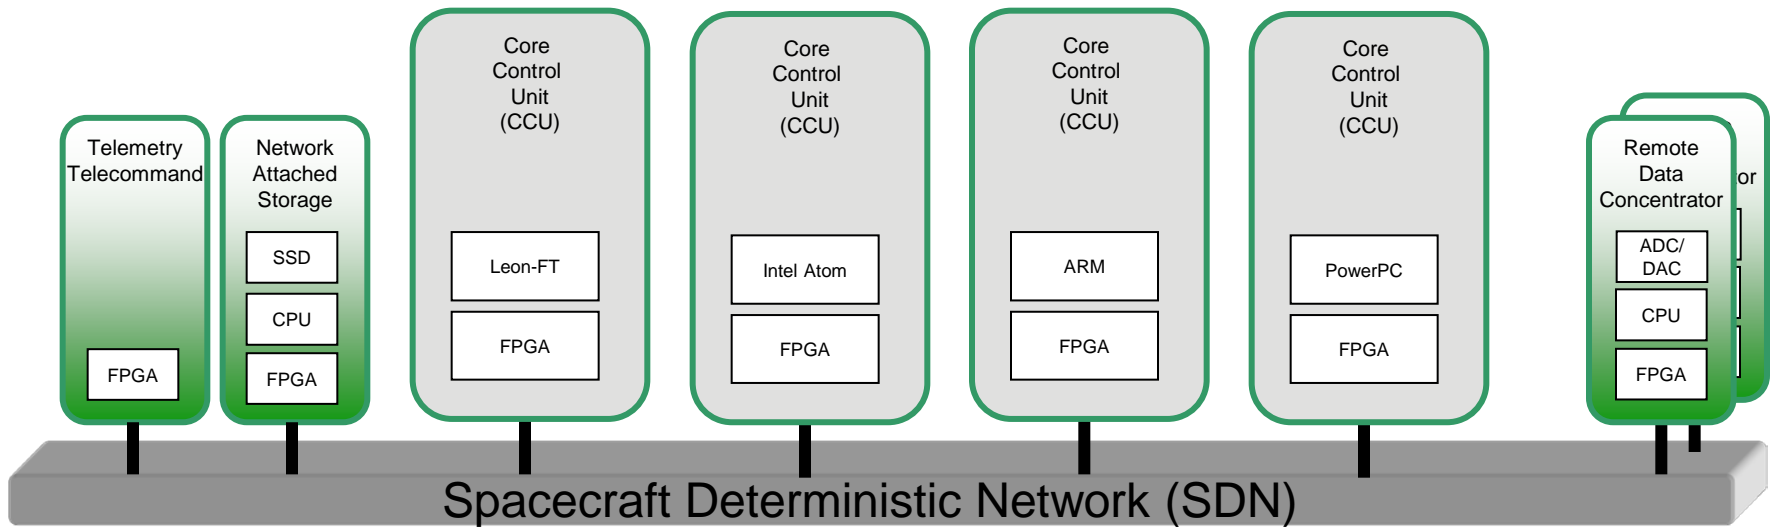 Telemetry
Telecommand
FPGA
Network
Attached
Storage
SSD
CPU
FPGA
Core
Control
Unit
(CCU)
Leon-FT
FPGA
Core
Control
Unit
(CCU)
Intel Atom
FPGA
Core
Control
Unit
(CCU)
ARM
FPGA
Core
Control
Unit
(CCU)
PowerPC
FPGA
Remote
Data
Concentrator
ADC/
DAC
CPU
FPGA
Spacecraft Deterministic Network (SDN)